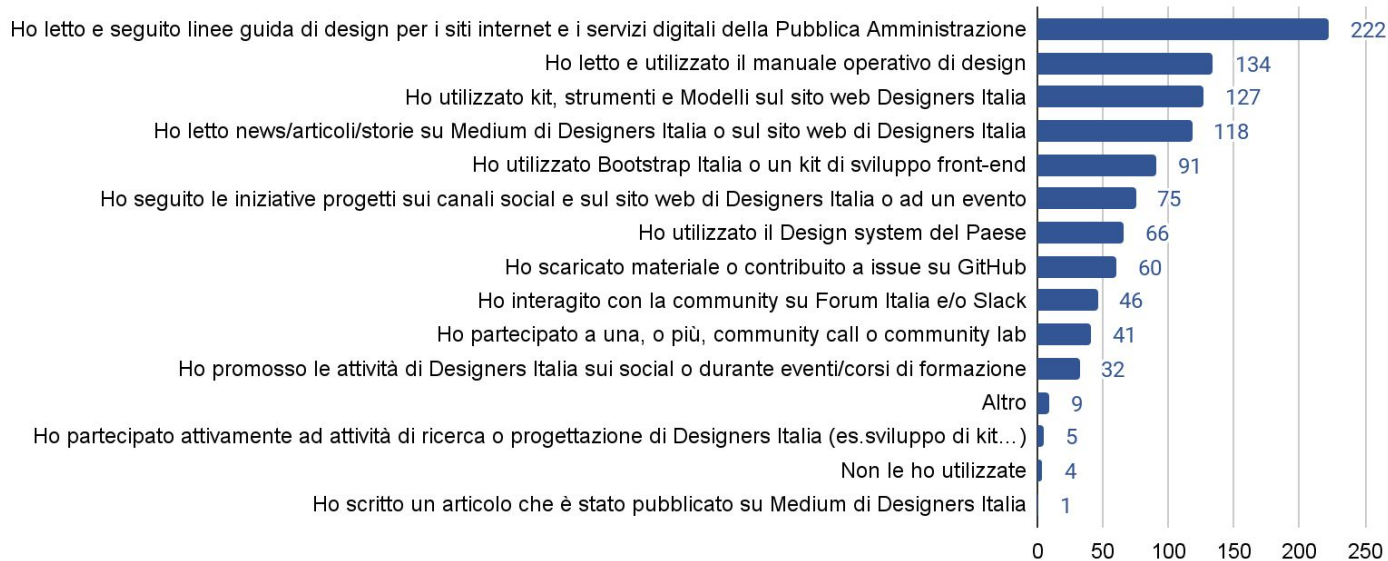 Ho letto e seguito linee guida di design per i siti internet e i servizi digitali della Pubblica Amministrazione 222
Ho letto e utilizzato il manuale operativo di design 134
Ho utilizzato kit, strumenti e Modelli sul sito web Designers Italia 127
Ho letto news/articoli/storie su Medium di Designers Italia o sul sito web di Designers Italia 118
Ho utilizzato Bootstrap Italia o un kit di sviluppo front-end 91
Ho seguito le iniziative progetti sui canali social e sul sito web di Designers Italia o ad un evento 75
Ho utilizzato il Design system del Paese 66
Ho scaricato materiale o contribuito a issue su GitHub 60
Ho interagito con la community su Forum Italia e/o Slack 46
Ho partecipato a una, o più, community call o community lab 41
Ho promosso le attività di Designers Italia sui social o durante eventi/corsi di formazione 32
Altro 9
Ho partecipato attivamente ad attività di ricerca o progettazione di Designers Italia (es.sviluppo di kit…) 5
Non le ho utilizzate 4
Ho scritto un articolo che è stato pubblicato su Medium di Designers Italia 1
0 50 100 150 200 250